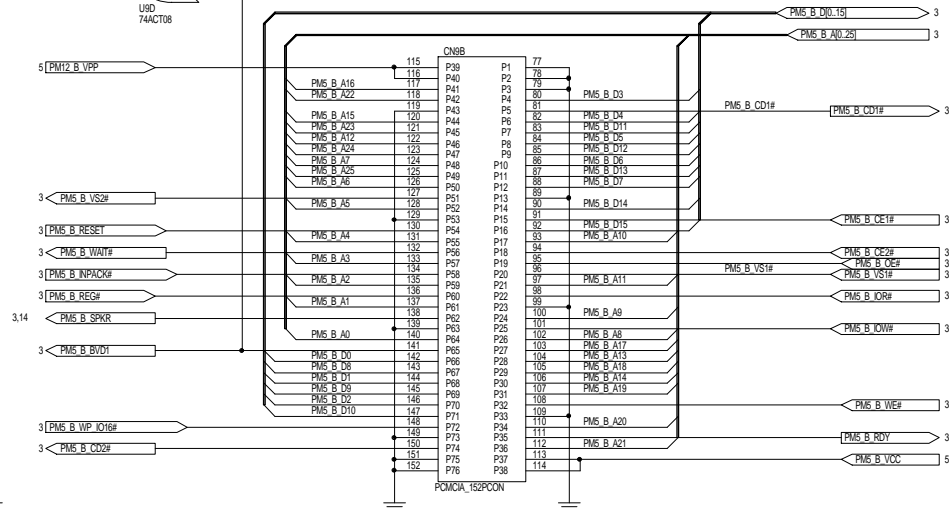 U9D
74ACT08
PM5_B_D[0..15] 3
PM5_B_A[0..25] 3
CN9B
5 PM12_B_VPP 115 P39 P1 77
116 P40 P2 78
PM5_B_A16 117 P41 P3 79
PM5_B_A22 118 P42 P4 80 PM5_B_D3
119 P43 P5 81 PM5_B_CD1# PM5_B_CD1# 3
PM5_B_A15 120 P44 P6 82 PM5_B_D4
PM5_B_A23 121 P45 P7 83 PM5_B_D11
PM5_B_A12 122 P46 P8 84 PM5_B_D5
PM5_B_A24 123 P47 P9 85 PM5_B_D12
PM5_B_A7 124 P48 P10 86 PM5_B_D6
PM5_B_A25 125 P49 P11 87 PM5_B_D13
PM5_B_A6 126 P50 P12 88 PM5_B_D7
3 PM5_B_VS2# 127 P51 P13 89
PM5_B_A5 128 P52 P14 90 PM5_B_D14
129 P53 P15 91 PM5_B_CE1# 3
3 PM5_B_RESET 130 P54 P16 92 PM5_B_D15
PM5_B_A4 131 P55 P17 93 PM5_B_A10
3 PM5_B_WAIT# 132 P56 P18 94 PM5_B_CE2# 3
PM5_B_A3 133 P57 P19 95 PM5_B_OE# 3
3 PM5_B_INPACK# 134 P58 P20 96 PM5_B_VS1# PM5_B_VS1# 3
PM5_B_A2 135 P59 P21 97 PM5_B_A11
3 PM5_B_REG# 136 P60 P22 98 PM5_B_IOR# 3
PM5_B_A1 137 P61 P23 99
3,14 PM5_B_SPKR 138 P62 P24 100 PM5_B_A9
139 P63 P25 101 PM5_B_IOW# 3
PM5_B_A0 140 P64 P26 102 PM5_B_A8
3 PM5_B_BVD1 141 P65 P27 103 PM5_B_A17
PM5_B_D0 142 P66 P28 104 PM5_B_A13
PM5_B_D8 143 P67 P29 105 PM5_B_A18
PM5_B_D1 144 P68 P30 106 PM5_B_A14
PM5_B_D9 145 P69 P31 107 PM5_B_A19
PM5_B_D2 146 P70 P32 108 PM5_B_WE# 3
PM5_B_D10 147 P71 P33 109
3 PM5_B_WP_IO16# 148 P72 P34 110 PM5_B_A20
149 P73 P35 111 PM5_B_RDY 3
3 PM5_B_CD2# 150 P74 P36 112 PM5_B_A21
151 P75 P37 113 PM5_B_VCC 5
152 P76 P38 114
PCMCIA_152PCON